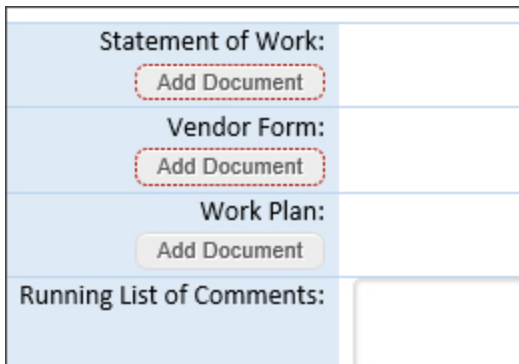 Statement of Work:
Add Document
Vendor Form:
Add Document
Work Plan:
Add Document
Running List of Comments: